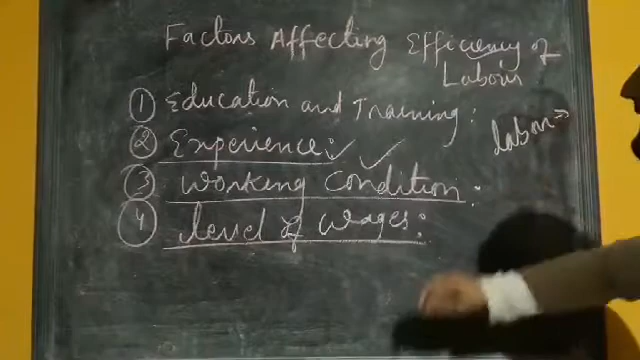 Factors Affecting Efficiency of
Labour
① Education and Training:
② Experience:
③ Working Condition:
④ level of wages:
labour